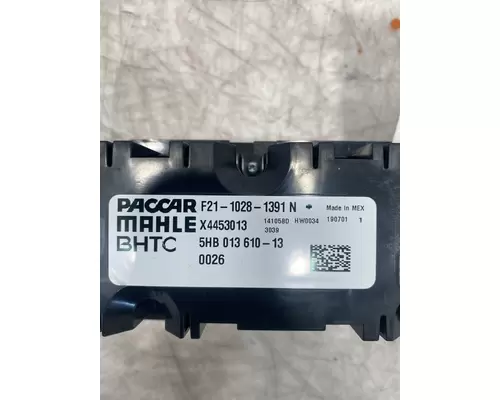 PACCAR F21-1028-1391 N Made in MEX
MAHLE X4453013 141058D HW0034 190701 1
3039
BHTC 5HB 013 610-13
0026